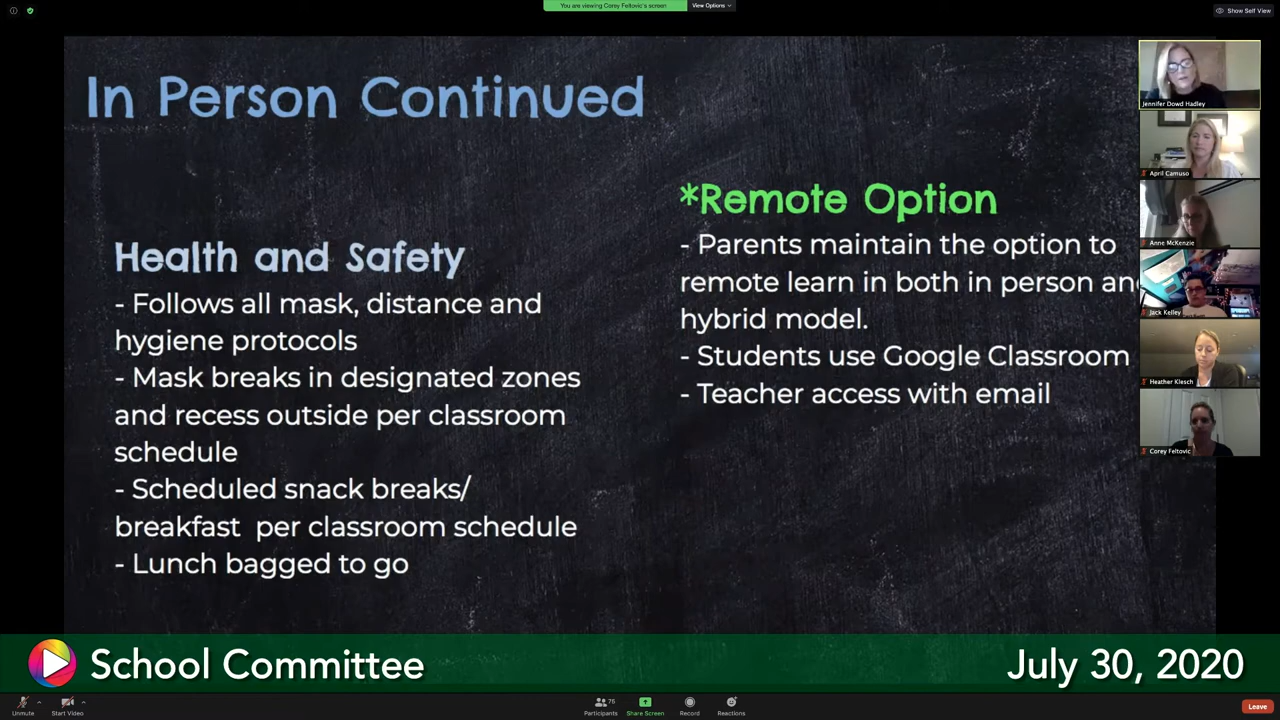 You are viewing Corey Feltovic's screen
View Options
Show Self View
In Person Continued
Health and Safety
- Follows all mask, distance and
hygiene protocols
- Mask breaks in designated zones
and recess outside per classroom
schedule
- Scheduled snack breaks/
breakfast per classroom schedule
- Lunch bagged to go
*Remote Option
- Parents maintain the option to
remote learn in both in person an
hybrid model.
- Students use Google Classroom
- Teacher access with email
Jennifer Dowd Hadley
April Camuso
Anne McKenzie
Jack Kelley
Heather Klesch
Corey Feltovic
School Committee
July 30, 2020
Unmute
Start Video
75
Participants
Share Screen
Record
Reactions
Leave